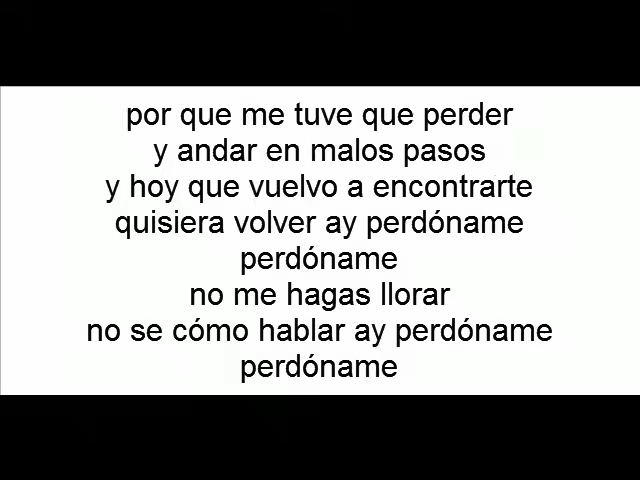 por que me tuve que perder
y andar en malos pasos
y hoy que vuelvo a encontrarte
quisiera volver ay perdóname
perdóname
no me hagas llorar
no se cómo hablar ay perdóname
perdóname